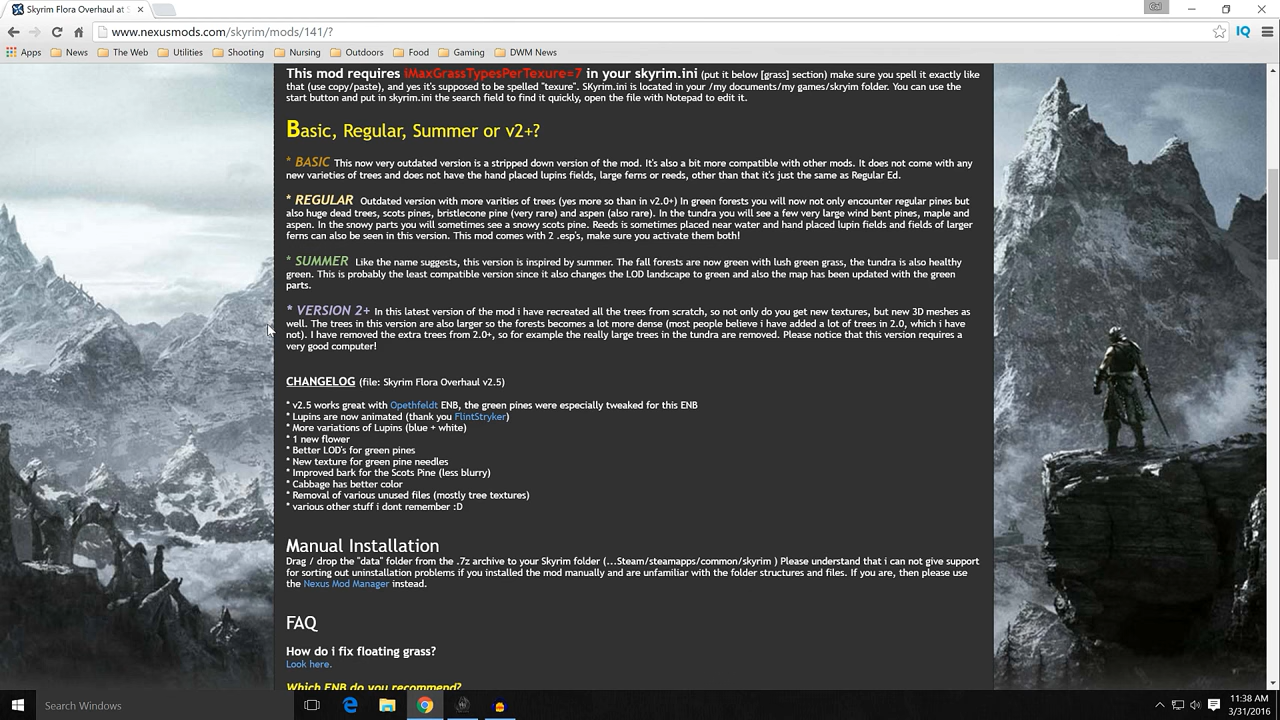 Skyrim Flora Overhaul at S
www.nexusmods.com/skyrim/mods/141/?
Apps News The Web Utilities Shooting Nursing Outdoors Food Gaming DWM News
This mod requires iMaxGrassTypesPerTexure=7 in your skyrim.ini (put it below [grass] section) make sure you spell it exactly like
that (use copy/paste), and yes it's supposed to be spelled "texure". SKyrim.ini is located in your /my documents/my games/skryim folder. You can use the
start button and put in skyrim.ini the search field to find it quickly, open the file with Notepad to edit it.
Basic, Regular, Summer or v2+?
* BASIC This now very outdated version is a stripped down version of the mod. It's also a bit more compatible with other mods. It does not come with any
new varieties of trees and does not have the hand placed lupins fields, large ferns or reeds, other than that it's just the same as Regular Ed.
* REGULAR Outdated version with more varities of trees (yes more so than in v2.0+) In green forests you will now not only encounter regular pines but
also huge dead trees, scots pines, bristlecone pine (very rare) and aspen (also rare). In the tundra you will see a few very large wind bent pines, maple and
aspen. In the snowy parts you will sometimes see a snowy scots pine. Reeds is sometimes placed near water and hand placed lupin fields and fields of larger
ferns can also be seen in this version. This mod comes with 2 .esp's, make sure you activate them both!
* SUMMER Like the name suggests, this version is inspired by summer. The fall forests are now green with lush green grass, the tundra is also healthy
green. This is probably the least compatible version since it also changes the LOD landscape to green and also the map has been updated with the green
parts.
* VERSION 2+ In this latest version of the mod i have recreated all the trees from scratch, so not only do you get new textures, but new 3D meshes as
well. The trees in this version are also larger so the forests becomes a lot more dense (most people believe i have added a lot of trees in 2.0, which i have
not). I have removed the extra trees from 2.0+, so for example the really large trees in the tundra are removed. Please notice that this version requires a
very good computer!
CHANGELOG (file: Skyrim Flora Overhaul v2.5)
* v2.5 works great with Opethfeldt ENB, the green pines were especially tweaked for this ENB
* Lupins are now animated (thank you FlintStryker)
* More variations of Lupins (blue + white)
* 1 new flower
* Better LOD's for green pines
* New texture for green pine needles
* Improved bark for the Scots Pine (less blurry)
* Cabbage has better color
* Removal of various unused files (mostly tree textures)
* various other stuff i dont remember :D
Manual Installation
Drag / drop the "data" folder from the .7z archive to your Skyrim folder (...Steam/steamapps/common/skyrim ) Please understand that i can not give support
for sorting out uninstallation problems if you installed the mod manually and are unfamiliar with the folder structures and files. If you are, then please use
the Nexus Mod Manager instead.
FAQ
How do i fix floating grass?
Look here.
Which ENB do you recommend?
Search Windows
11:38 AM
3/31/2016